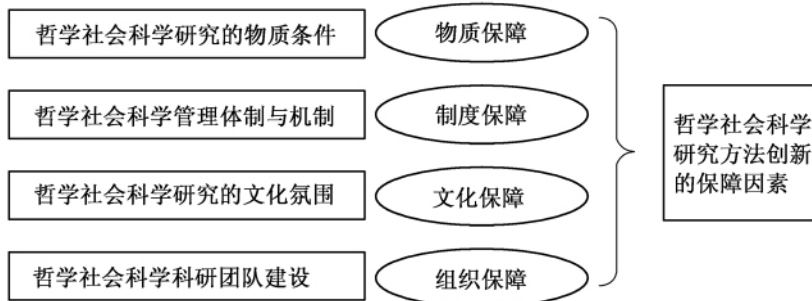 哲学社会科学研究的物质条件
物质保障
哲学社会科学管理体制与机制
制度保障
哲学社会科学研究的文化氛围
文化保障
哲学社会科学科研团队建设
组织保障
哲学社会科学
研究方法创新
的保障因素